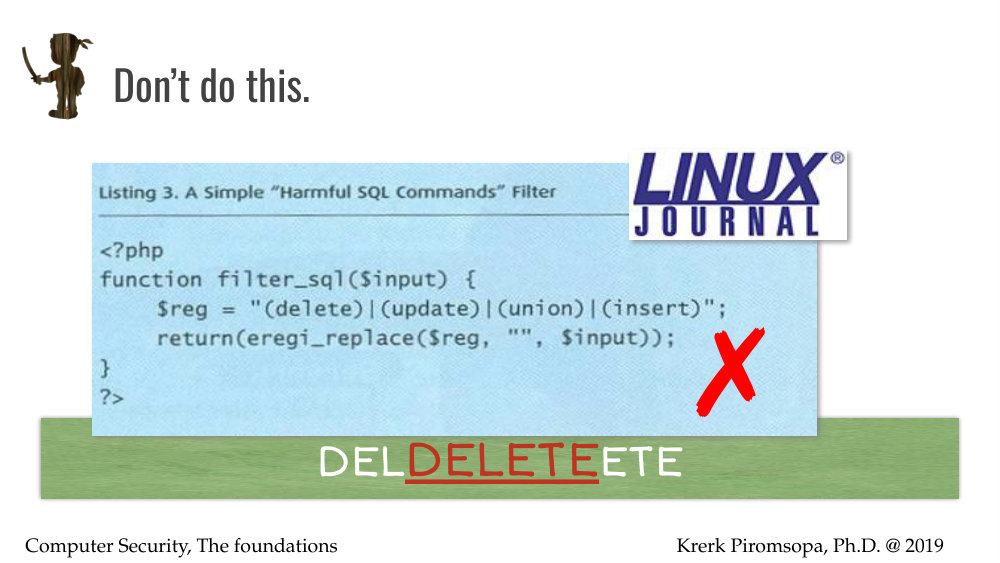 Don't do this.
LINUX®
JOURNAL
Listing 3. A Simple "Harmful SQL Commands" Filter
<?php
function filter_sql($input) {
    $reg = "(delete)|(update)|(union)|(insert)";
    return(eregi_replace($reg, "", $input));
}
?>
DELDELETEETE
Computer Security, The foundations
Krerk Piromsopa, Ph.D. @ 2019